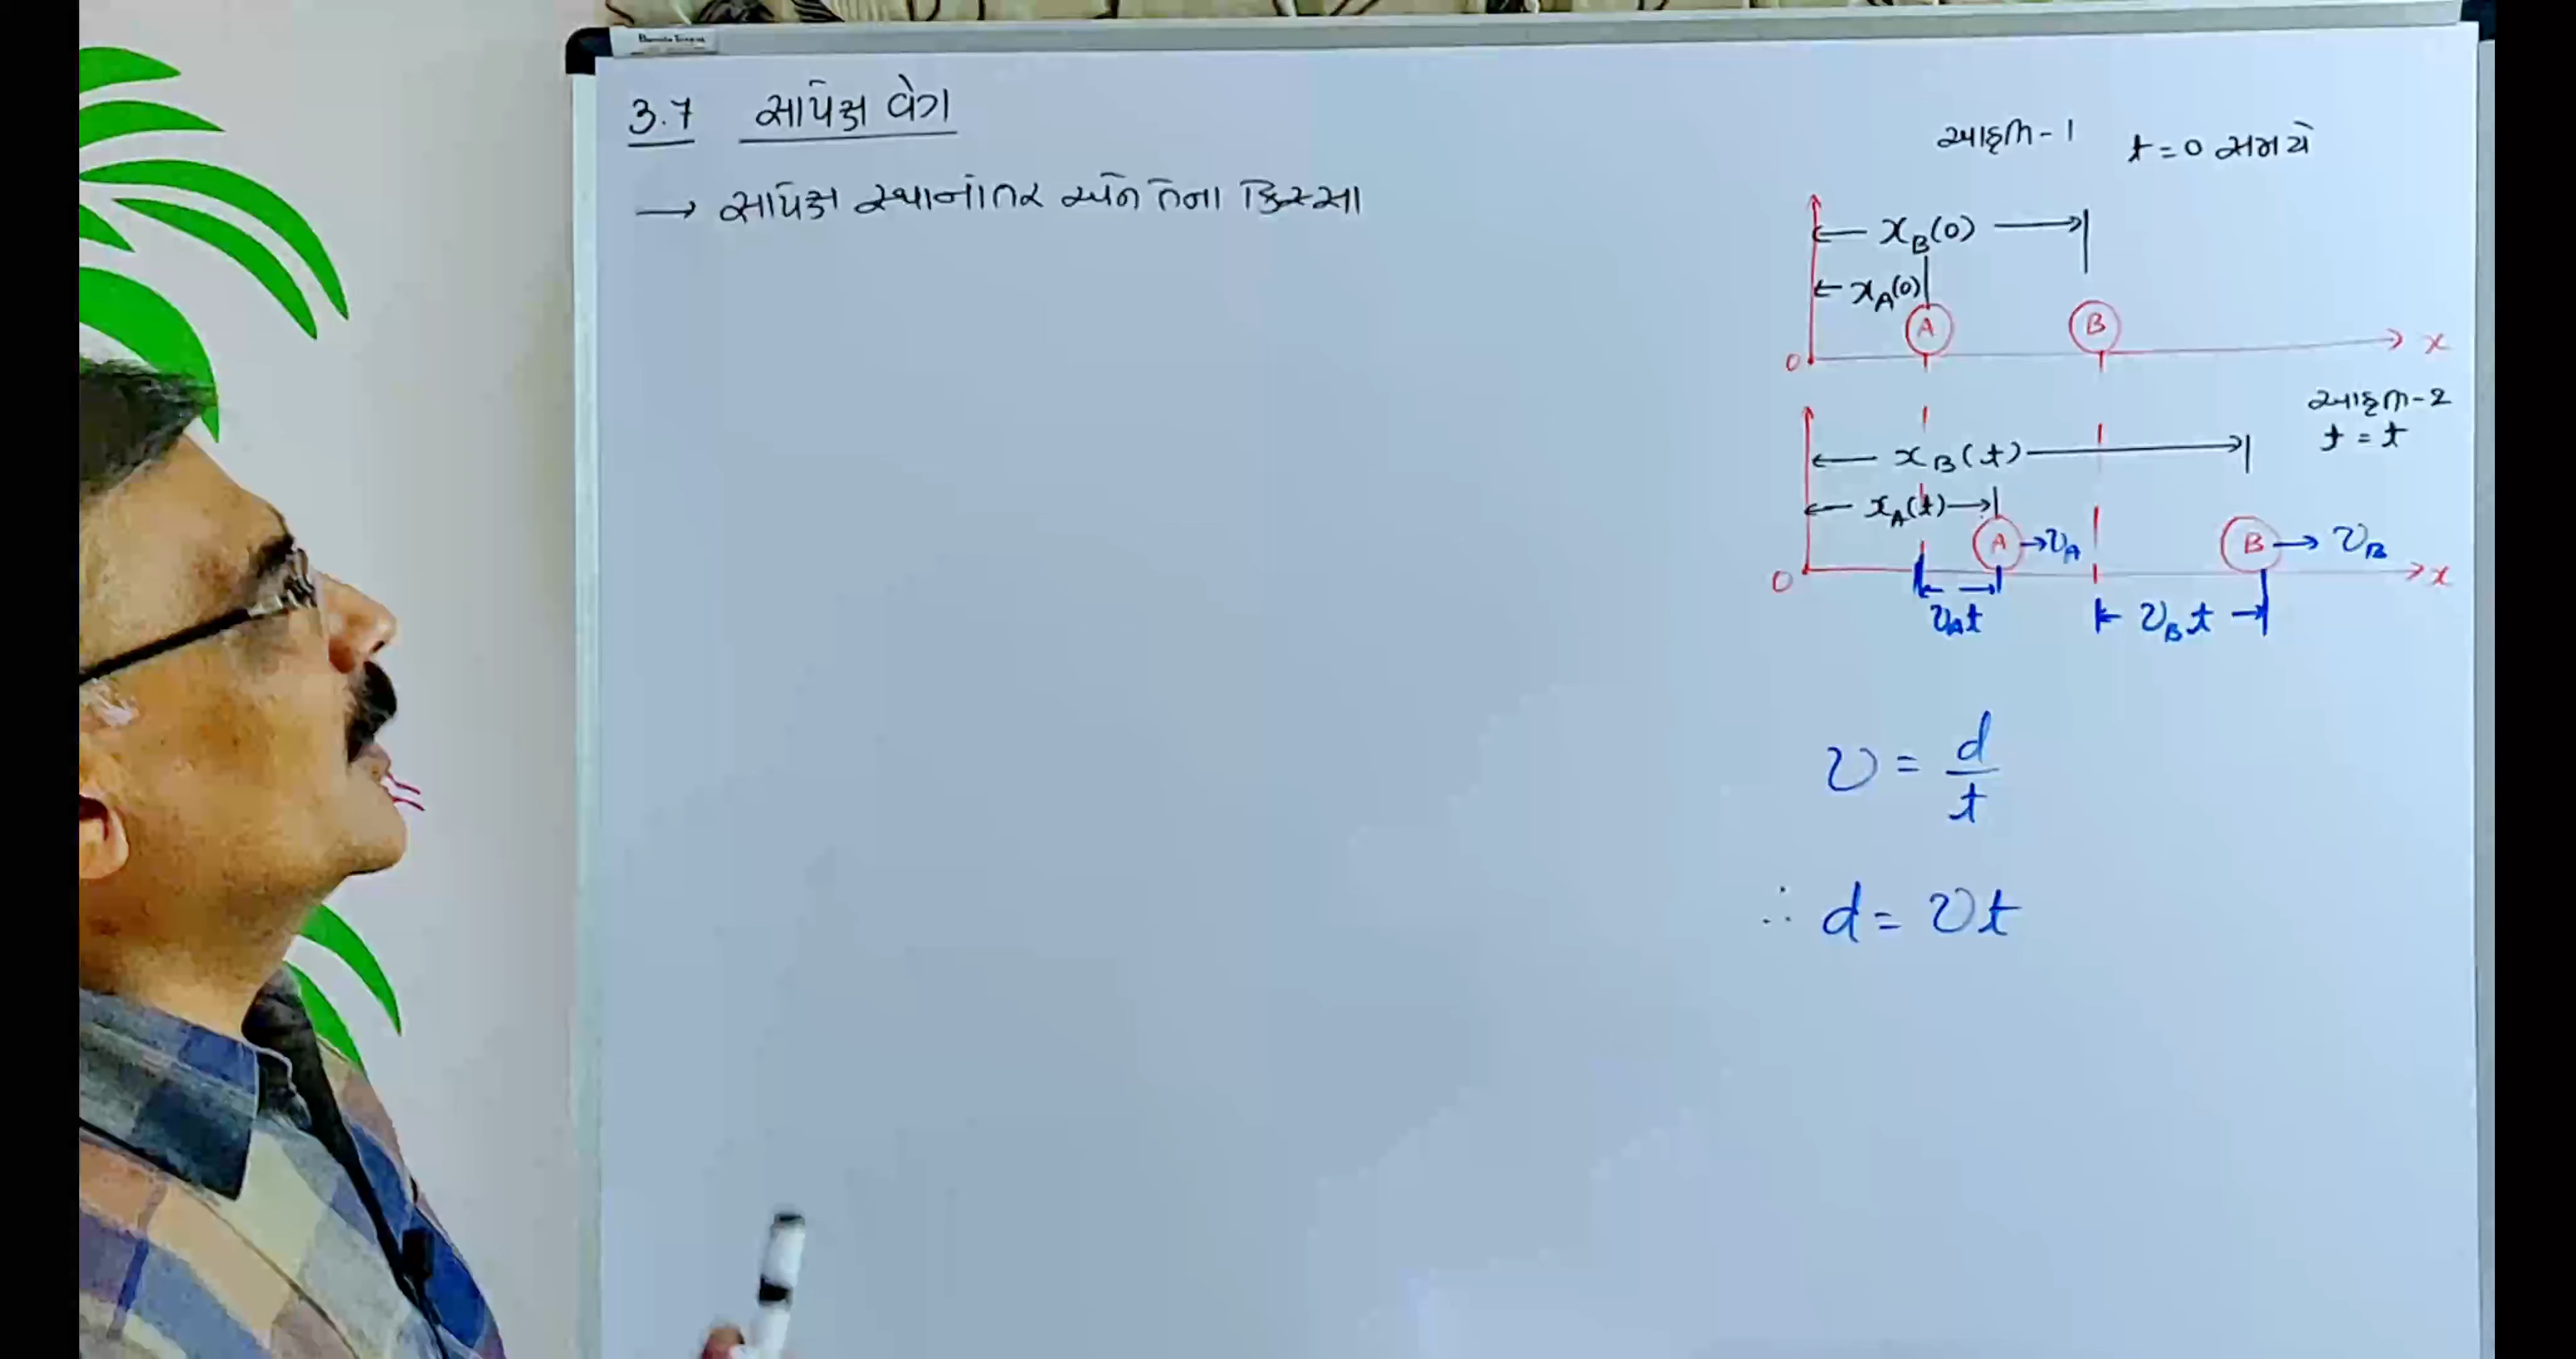 3.7 સાપેક્ષ વેગ
→ સાપેક્ષ સ્થાનાંતર અને તેના કિસ્સા
આકૃતિ-1 t = 0 સમયે
x_B(0)
x_A(0)
A B
0 x
આકૃતિ-2
t = t
x_B(t)
x_A(t)
A → v_A B → v_B
0 x
v_A t v_B t
v = d/t
∴ d = vt